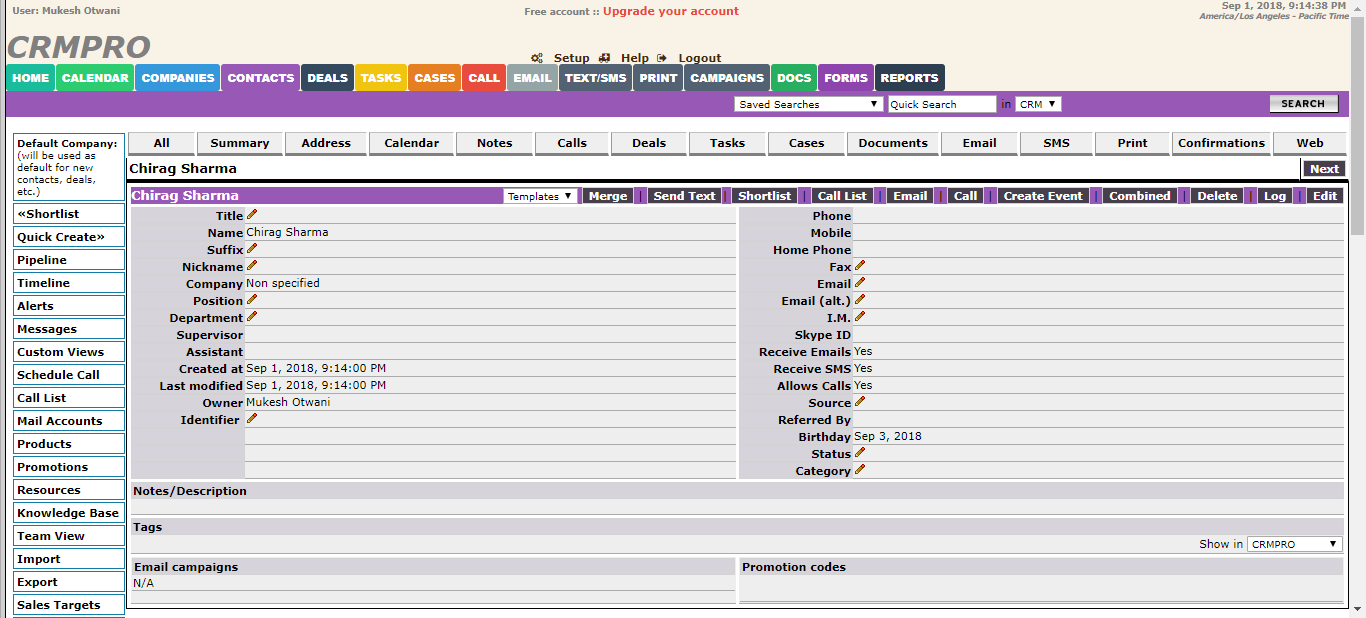 User: Mukesh Otwani
Free account :: Upgrade your account
Sep 1, 2018, 9:14:38 PM
America/Los Angeles - Pacific Time
CRMPRO
Setup Help Logout
HOME CALENDAR COMPANIES CONTACTS DEALS TASKS CASES CALL EMAIL TEXT/SMS PRINT CAMPAIGNS DOCS FORMS REPORTS
Saved Searches Quick Search in CRM SEARCH
Default Company:
(will be used as
default for new
contacts, deals,
etc.)
«Shortlist
Quick Create»
Pipeline
Timeline
Alerts
Messages
Custom Views
Schedule Call
Call List
Mail Accounts
Products
Promotions
Resources
Knowledge Base
Team View
Import
Export
Sales Targets
All Summary Address Calendar Notes Calls Deals Tasks Cases Documents Email SMS Print Confirmations Web
Chirag Sharma Next
Chirag Sharma Templates Merge | Send Text | Shortlist | Call List | Email | Call | Create Event | Combined | Delete | Log | Edit
Title
Name Chirag Sharma
Suffix
Nickname
Company Non specified
Position
Department
Supervisor
Assistant
Created at Sep 1, 2018, 9:14:00 PM
Last modified Sep 1, 2018, 9:14:00 PM
Owner Mukesh Otwani
Identifier
Phone
Mobile
Home Phone
Fax
Email
Email (alt.)
I.M.
Skype ID
Receive Emails Yes
Receive SMS Yes
Allows Calls Yes
Source
Referred By
Birthday Sep 3, 2018
Status
Category
Notes/Description
Tags
Show in CRMPRO
Email campaigns
N/A
Promotion codes